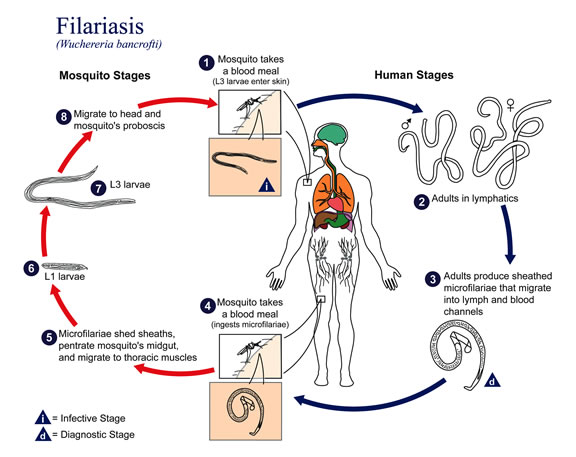 Filariasis
(Wuchereria bancrofti)
Mosquito Stages
Human Stages
1 Mosquito takes
a blood meal
(L3 larvae enter skin)
i
♂
♀
2 Adults in lymphatics
3 Adults produce sheathed
microfilariae that migrate
into lymph and blood
channels
d
4 Mosquito takes
a blood meal
(ingests microfilariae)
5 Microfilariae shed sheaths,
pentrate mosquito's midgut,
and migrate to thoracic muscles
6
L1 larvae
7 L3 larvae
8 Migrate to head and
mosquito's proboscis
i = Infective Stage
d = Diagnostic Stage